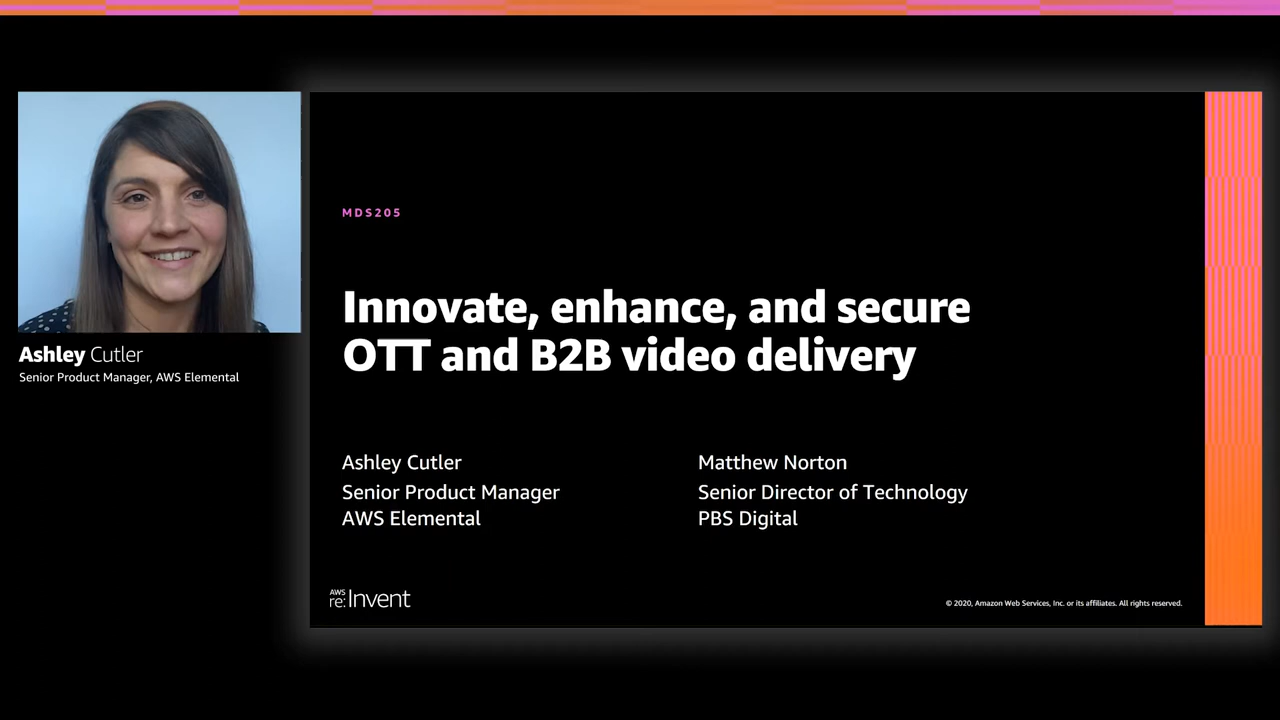 Ashley Cutler
Senior Product Manager, AWS Elemental
MDS205
Innovate, enhance, and secure
OTT and B2B video delivery
Ashley Cutler
Senior Product Manager
AWS Elemental
Matthew Norton
Senior Director of Technology
PBS Digital
AWS
re:Invent
© 2020, Amazon Web Services, Inc. or its affiliates. All rights reserved.